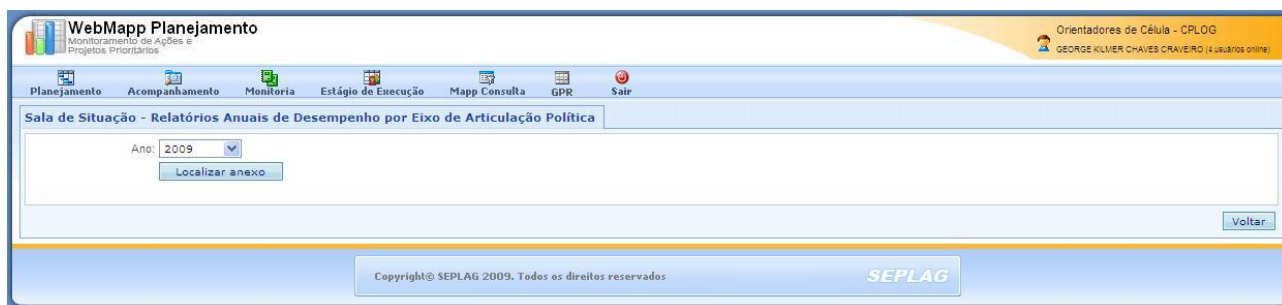 WebMapp Planejamento
Monitoramento de Ações e
Projetos Prioritários
Orientadores de Célula - CPLOG
GEORGE KILMER CHAVES CRAVEIRO (4 usuários online)
Planejamento Acompanhamento Monitoria Estágio de Execução Mapp Consulta GPR Sair
Sala de Situação - Relatórios Anuais de Desempenho por Eixo de Articulação Política
Ano: 2009
Localizar anexo
Voltar
Copyright© SEPLAG 2009. Todos os direitos reservados SEPLAG